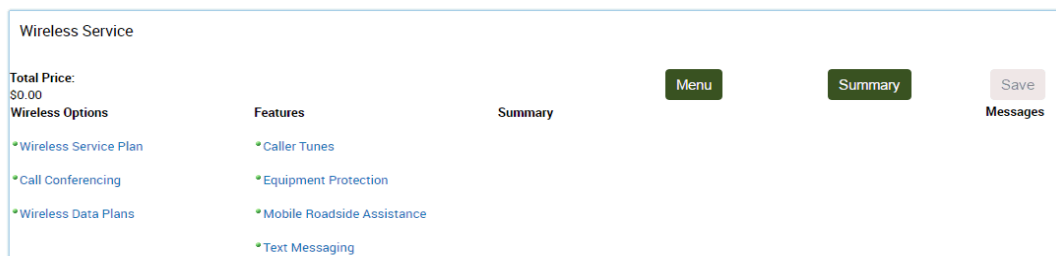 Wireless Service
Total Price:
$0.00
Menu
Summary
Save
Wireless Options
Features
Summary
Messages
Wireless Service Plan
Caller Tunes
Call Conferencing
Equipment Protection
Wireless Data Plans
Mobile Roadside Assistance
Text Messaging